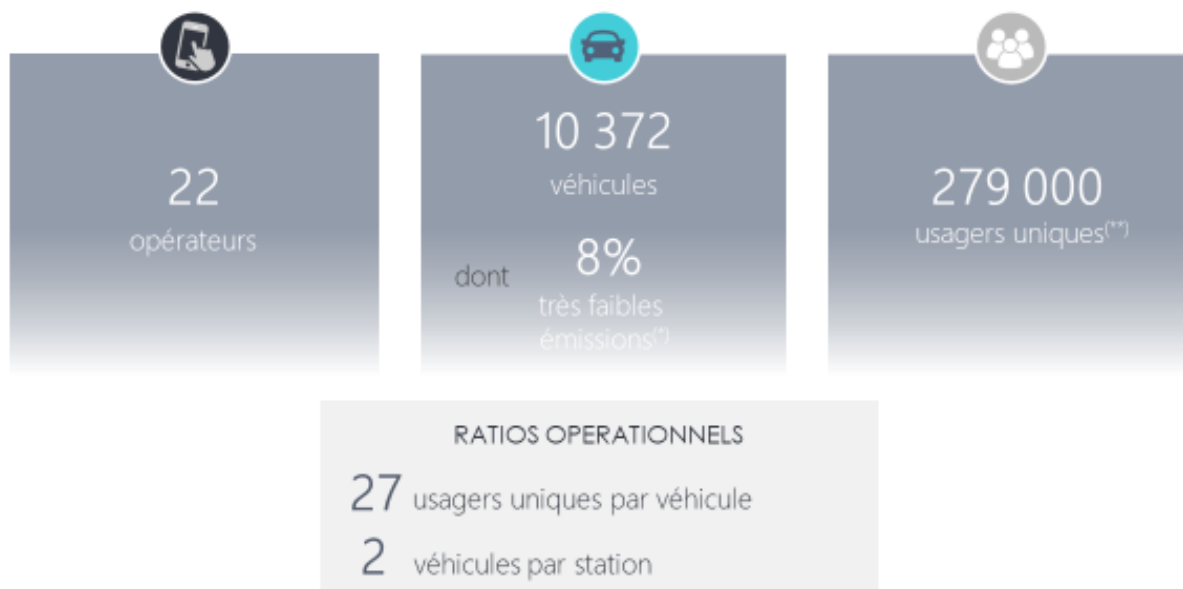 22
opérateurs
10 372
véhicules
dont 8%
très faibles
émissions(*)
279 000
usagers uniques(**)
RATIOS OPERATIONNELS
27 usagers uniques par véhicule
2 véhicules par station